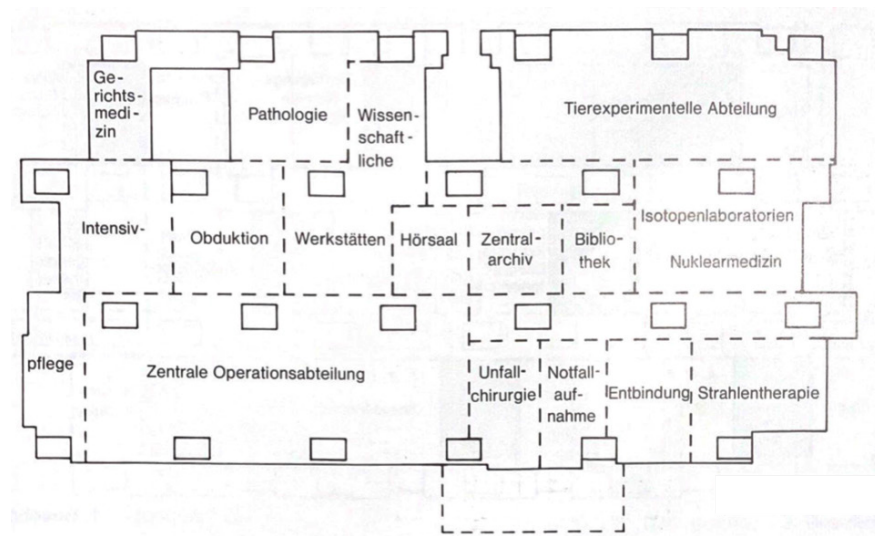 Ge-
richts-
medi-
zin
Pathologie
Wissen-
schaft-
liche
Tierexperimentelle Abteilung
Intensiv-
Obduktion
Werkstätten
Hörsaal
Zentral-
archiv
Biblio-
thek
Isotopenlaboratorien
Nuklearmedizin
pflege
Zentrale Operationsabteilung
Unfall-
chirurgie
Notfall-
auf-
nahme
Entbindung
Strahlentherapie